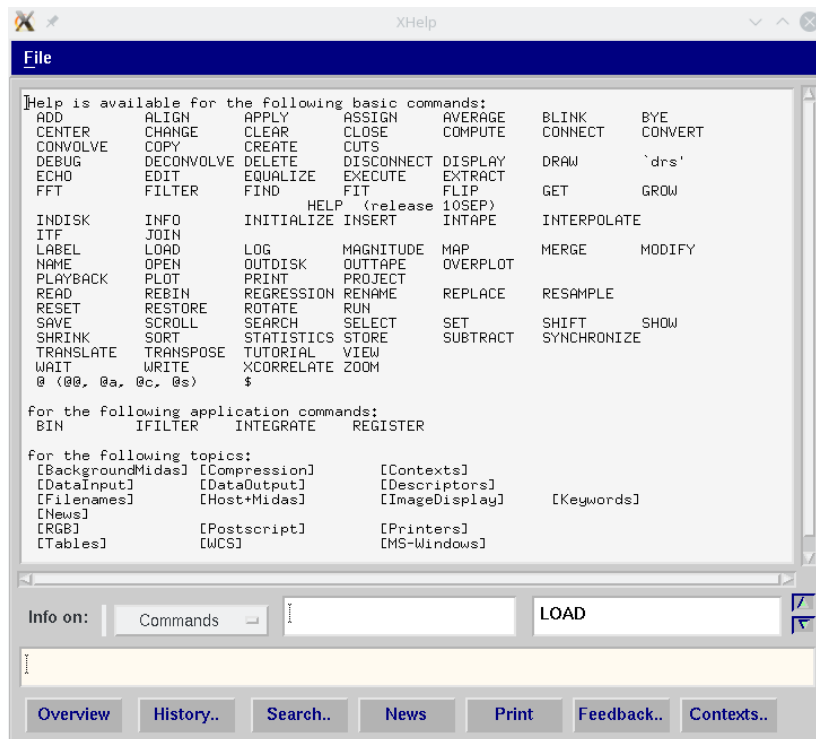 XHelp
File
Help is available for the following basic commands:
ADD ALIGN APPLY ASSIGN AVERAGE BLINK BYE
CENTER CHANGE CLEAR CLOSE COMPUTE CONNECT CONVERT
CONVOLVE COPY CREATE CUTS
DEBUG DECONVOLVE DELETE DISCONNECT DISPLAY DRAW `drs'
ECHO EDIT EQUALIZE EXECUTE EXTRACT
FFT FILTER FIND FIT FLIP GET GROW
HELP (release 10SEP)
INDISK INFO INITIALIZE INSERT INTAPE INTERPOLATE
ITF JOIN
LABEL LOAD LOG MAGNITUDE MAP MERGE MODIFY
NAME OPEN OUTDISK OUTTAPE OVERPLOT
PLAYBACK PLOT PRINT PROJECT
READ REBIN REGRESSION RENAME REPLACE RESAMPLE
RESET RESTORE ROTATE RUN
SAVE SCROLL SEARCH SELECT SET SHIFT SHOW
SHRINK SORT STATISTICS STORE SUBTRACT SYNCHRONIZE
TRANSLATE TRANSPOSE TUTORIAL VIEW
WAIT WRITE XCORRELATE ZOOM
@ (@@, @a, @c, @s) $
for the following application commands:
BIN IFILTER INTEGRATE REGISTER
for the following topics:
[BackgroundMidas] [Compression] [Contexts]
[DataInput] [DataOutput] [Descriptors]
[Filenames] [Host+Midas] [ImageDisplay] [Keywords]
[News]
[RGB] [Postscript] [Printers]
[Tables] [WCS] [MS-Windows]
Info on: Commands LOAD
Overview History.. Search.. News Print Feedback.. Contexts..